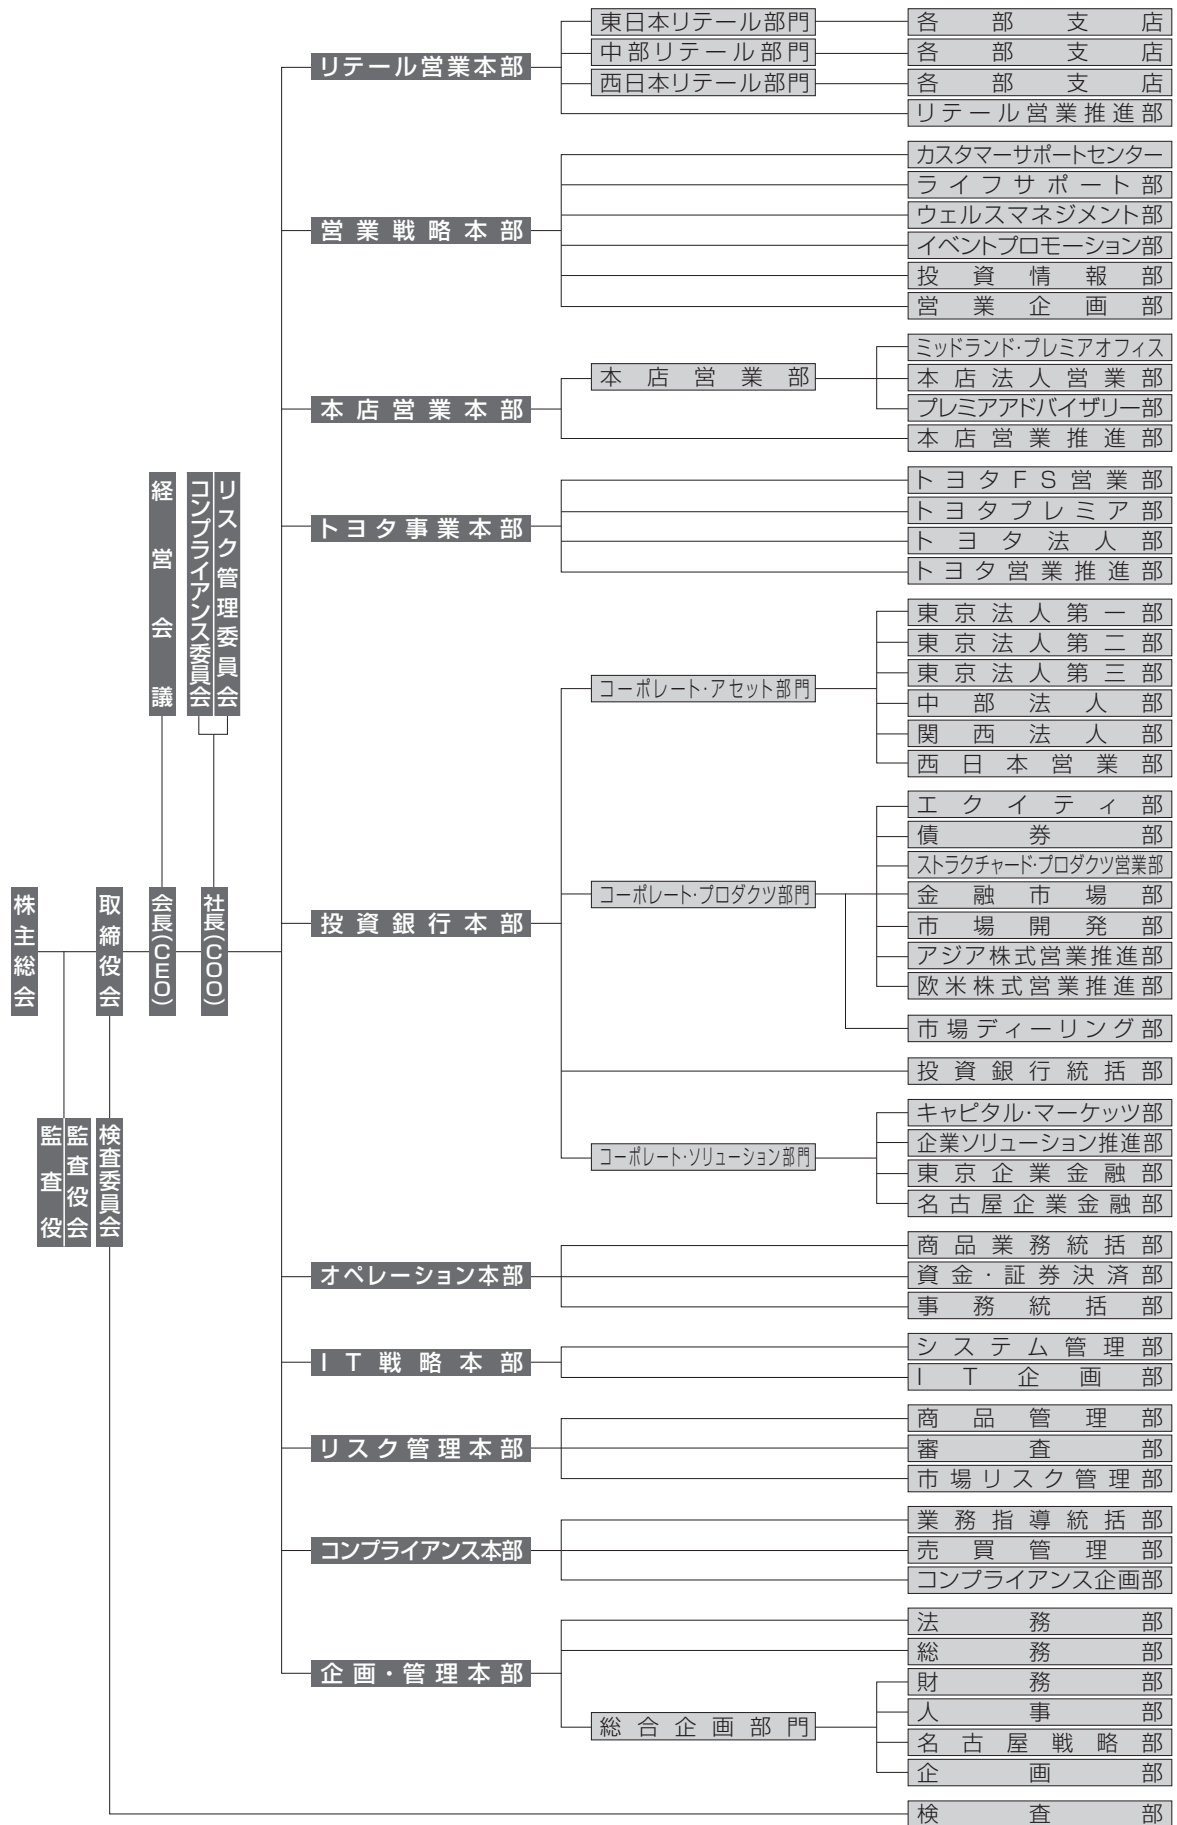 株主総会
監査役
監査役会
取締役会
検査委員会
経営会議
会長(CEO)
コンプライアンス委員会
リスク管理委員会
社長(COO)
リテール営業本部
東日本リテール部門
各部支店
中部リテール部門
各部支店
西日本リテール部門
各部支店
リテール営業推進部
営業戦略本部
カスタマーサポートセンター
ライフサポート部
ウェルスマネジメント部
イベントプロモーション部
投資情報部
営業企画部
本店営業本部
本店営業部
ミッドランド・プレミアオフィス
本店法人営業部
プレミアアドバイザリー部
本店営業推進部
トヨタ事業本部
トヨタFS営業部
トヨタプレミア部
トヨタ法人部
トヨタ営業推進部
投資銀行本部
コーポレート・アセット部門
東京法人第一部
東京法人第二部
東京法人第三部
中部法人部
関西法人部
西日本営業部
コーポレート・プロダクツ部門
エクイティ部
債券部
ストラクチャード・プロダクツ営業部
金融市場部
市場開発部
アジア株式営業推進部
欧米株式営業推進部
市場ディーリング部
投資銀行統括部
コーポレート・ソリューション部門
キャピタル・マーケッツ部
企業ソリューション推進部
東京企業金融部
名古屋企業金融部
オペレーション本部
商品業務統括部
資金・証券決済部
事務統括部
IT戦略本部
システム管理部
IT企画部
リスク管理本部
商品管理部
審査部
市場リスク管理部
コンプライアンス本部
業務指導統括部
売買管理部
コンプライアンス企画部
企画・管理本部
法務部
総務部
総合企画部門
財務部
人事部
名古屋戦略部
企画部
検査部